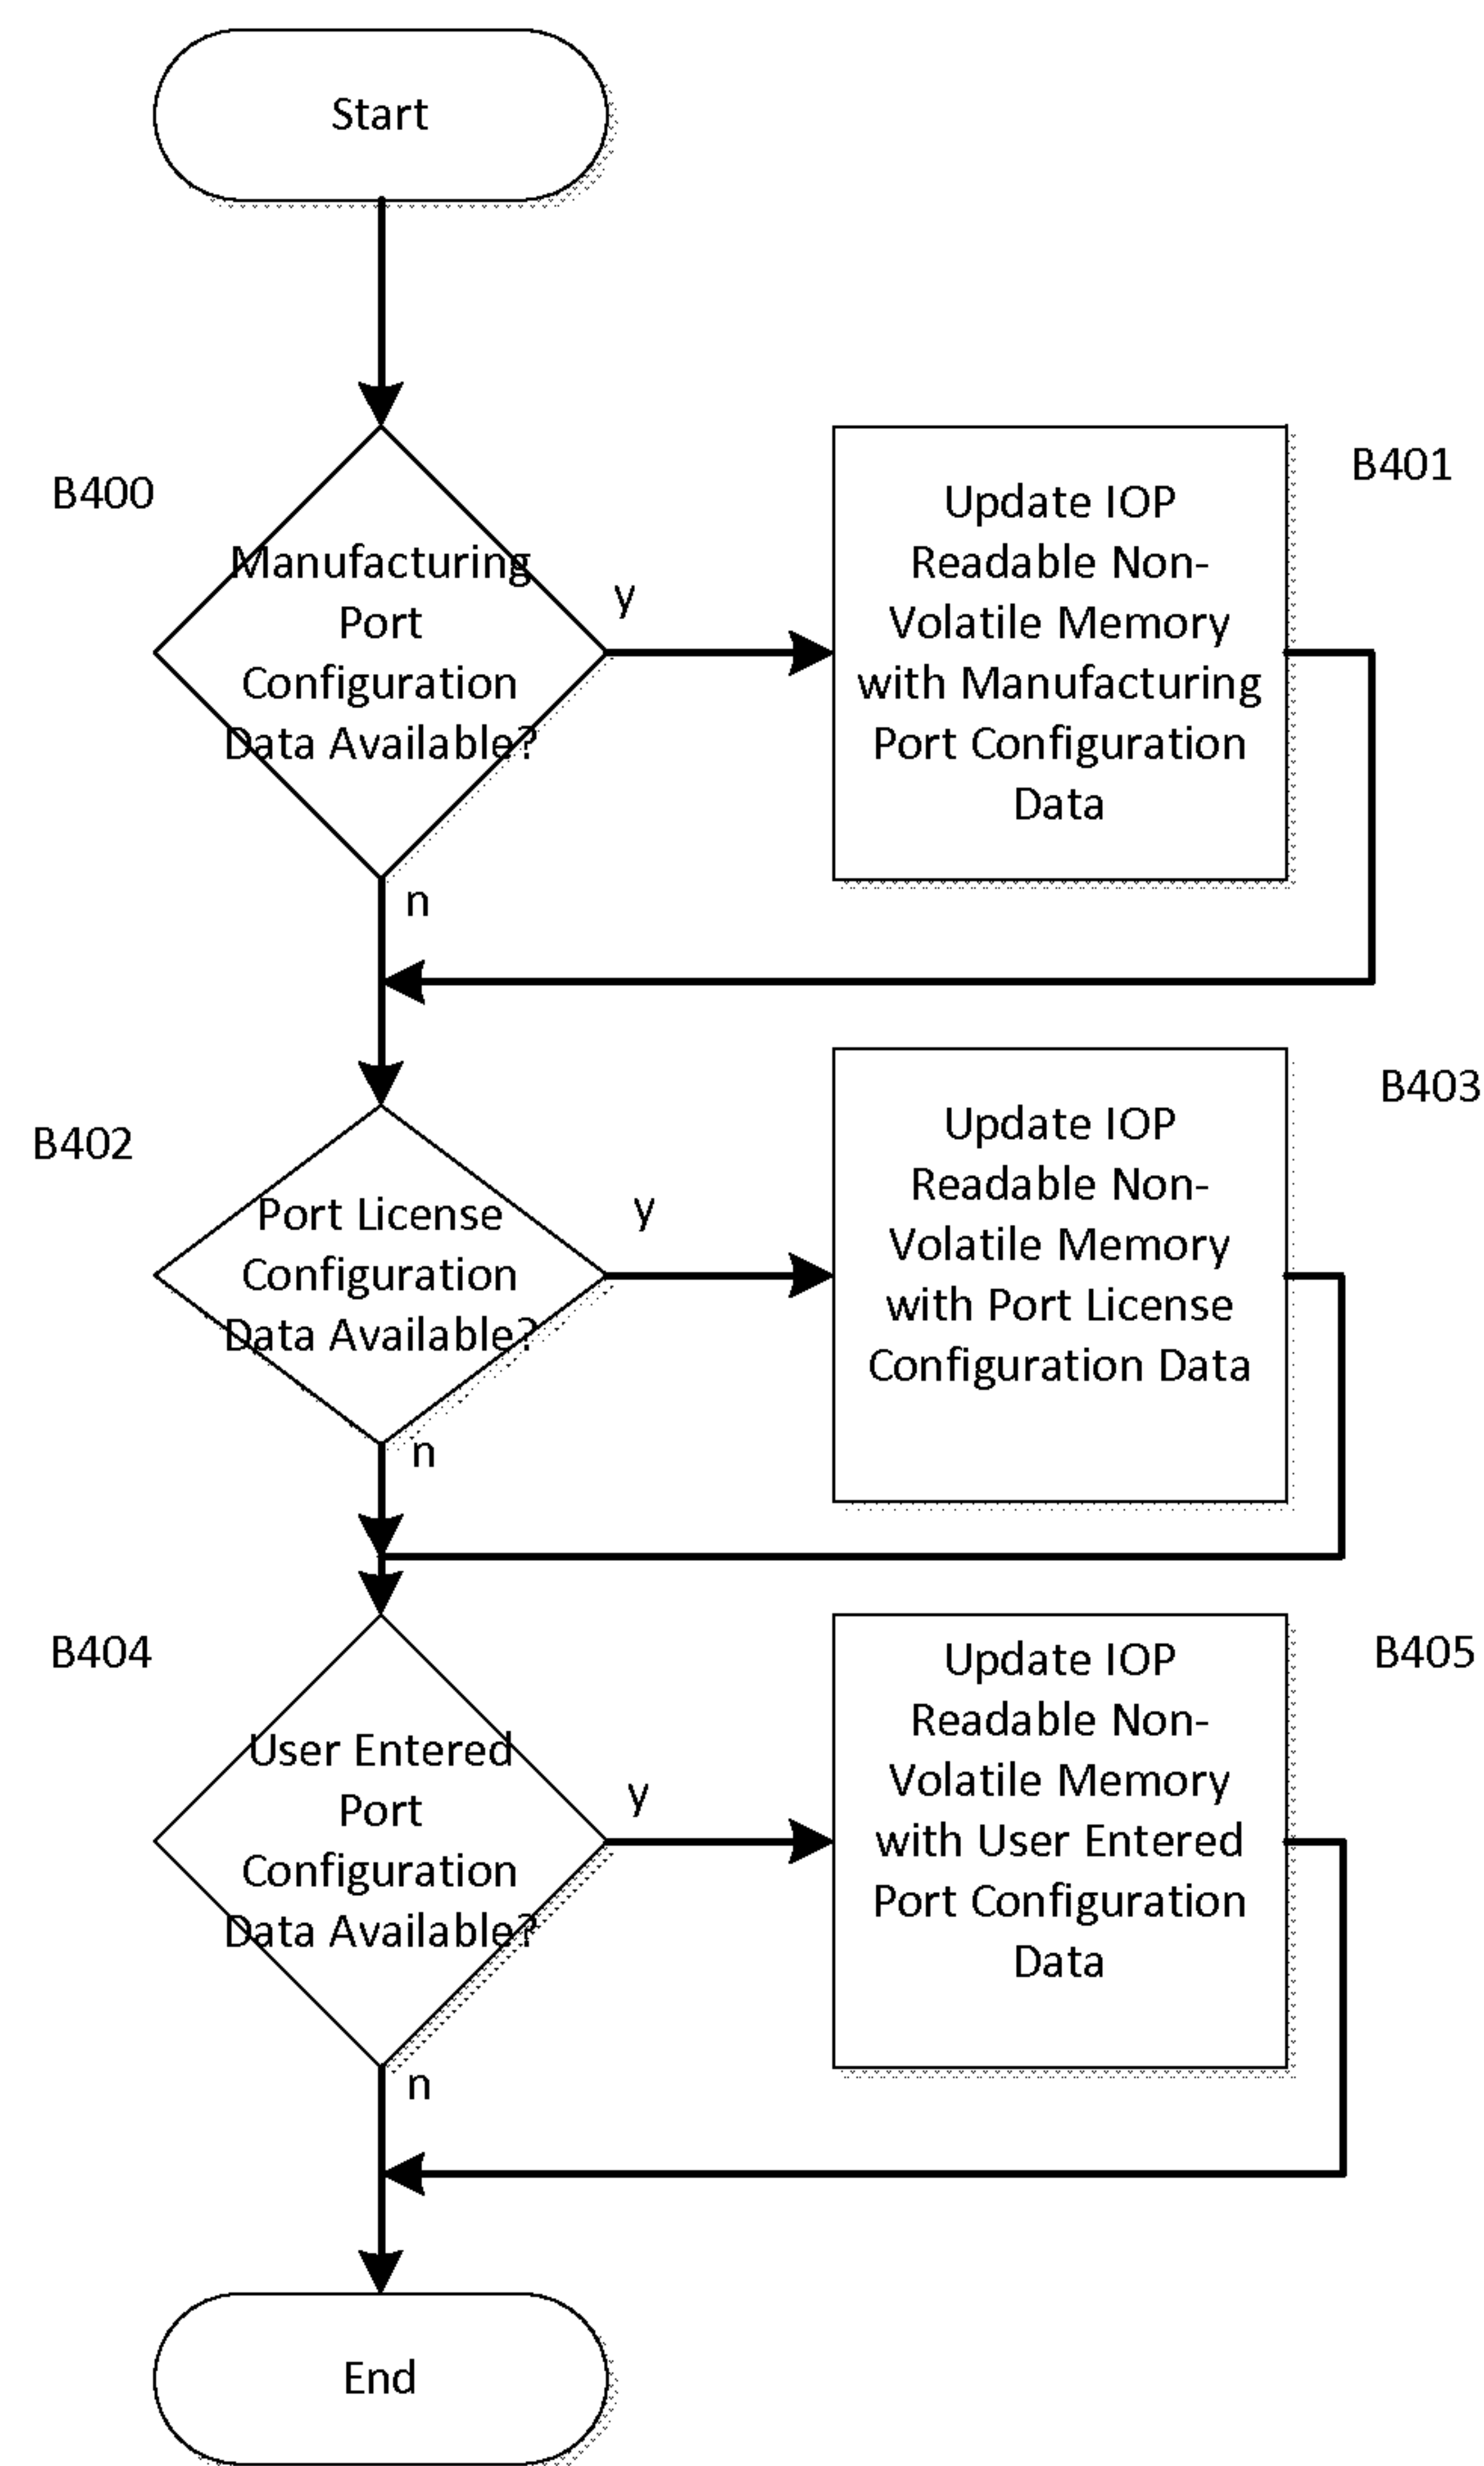 Start
B400
Manufacturing
Port
Configuration
Data Available?
y
n
Update IOP
Readable Non-
Volatile Memory
with Manufacturing
Port Configuration
Data
B401
B402
Port License
Configuration
Data Available?
y
n
Update IOP
Readable Non-
Volatile Memory
with Port License
Configuration Data
B403
B404
User Entered
Port
Configuration
Data Available?
y
n
Update IOP
Readable Non-
Volatile Memory
with User Entered
Port Configuration
Data
B405
End